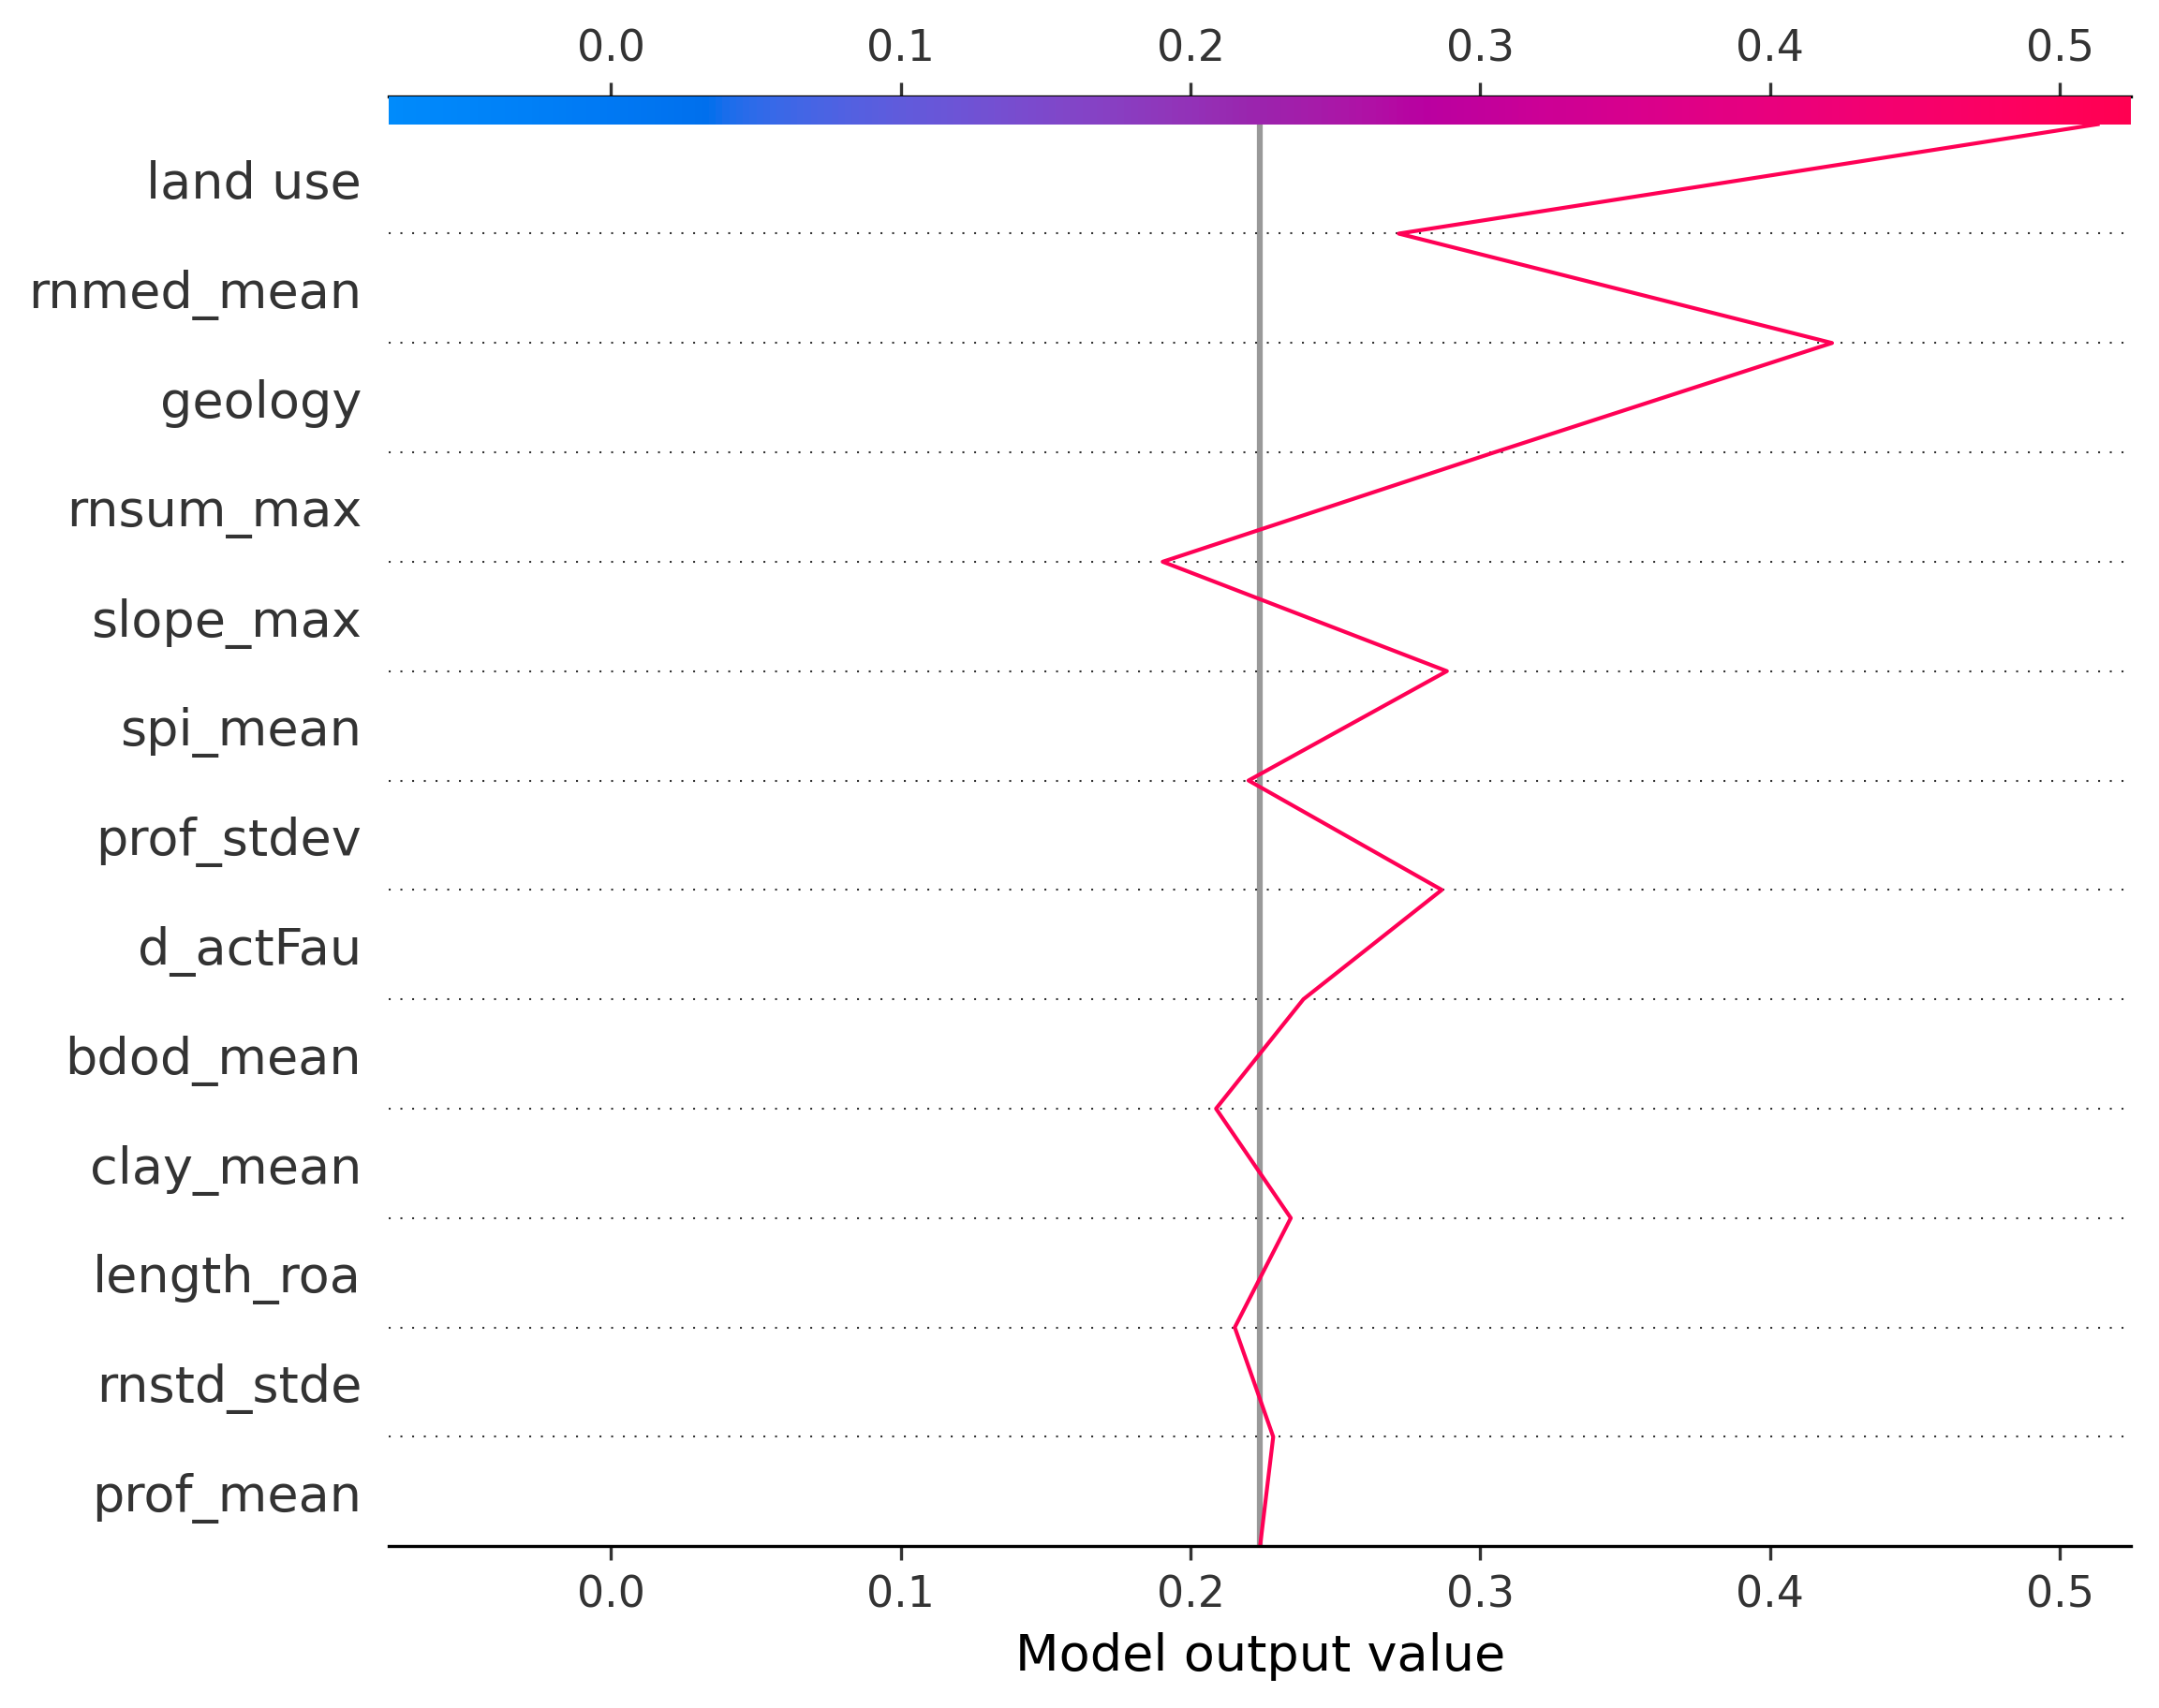 0.0 0.1 0.2 0.3 0.4 0.5
land use
rnmed_mean
geology
rnsum_max
slope_max
spi_mean
prof_stdev
d_actFau
bdod_mean
clay_mean
length_roa
rnstd_stde
prof_mean
0.0 0.1 0.2 0.3 0.4 0.5
Model output value